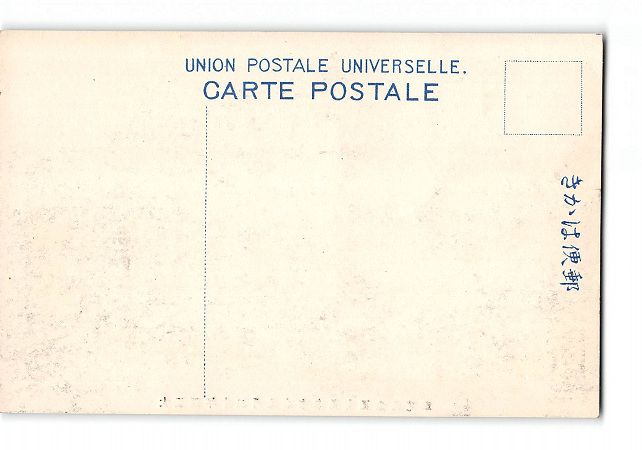 UNION POSTALE UNIVERSELLE.
CARTE POSTALE
きかは便郵